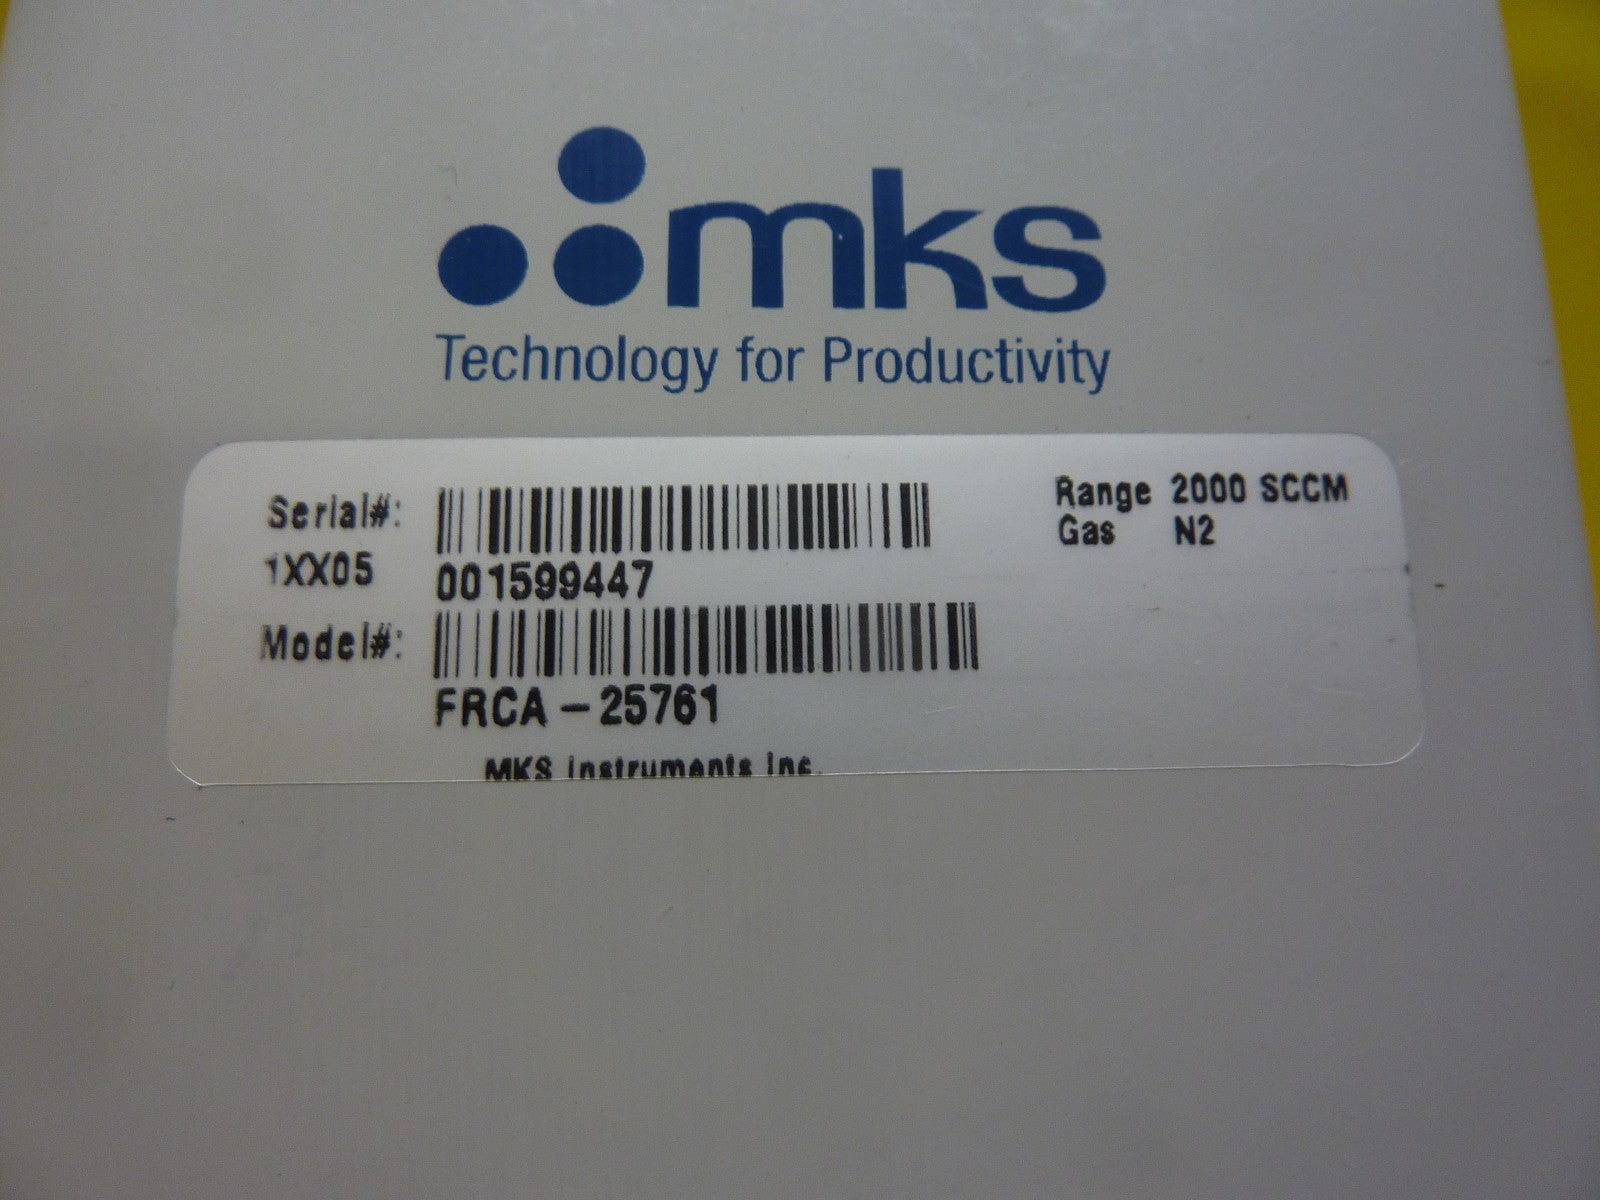 mks
Technology for Productivity
Serial#:
1XX05
001599447
Range 2000 SCCM
Gas N2
Model#:
FRCA-25761
MKS Instruments Inc.